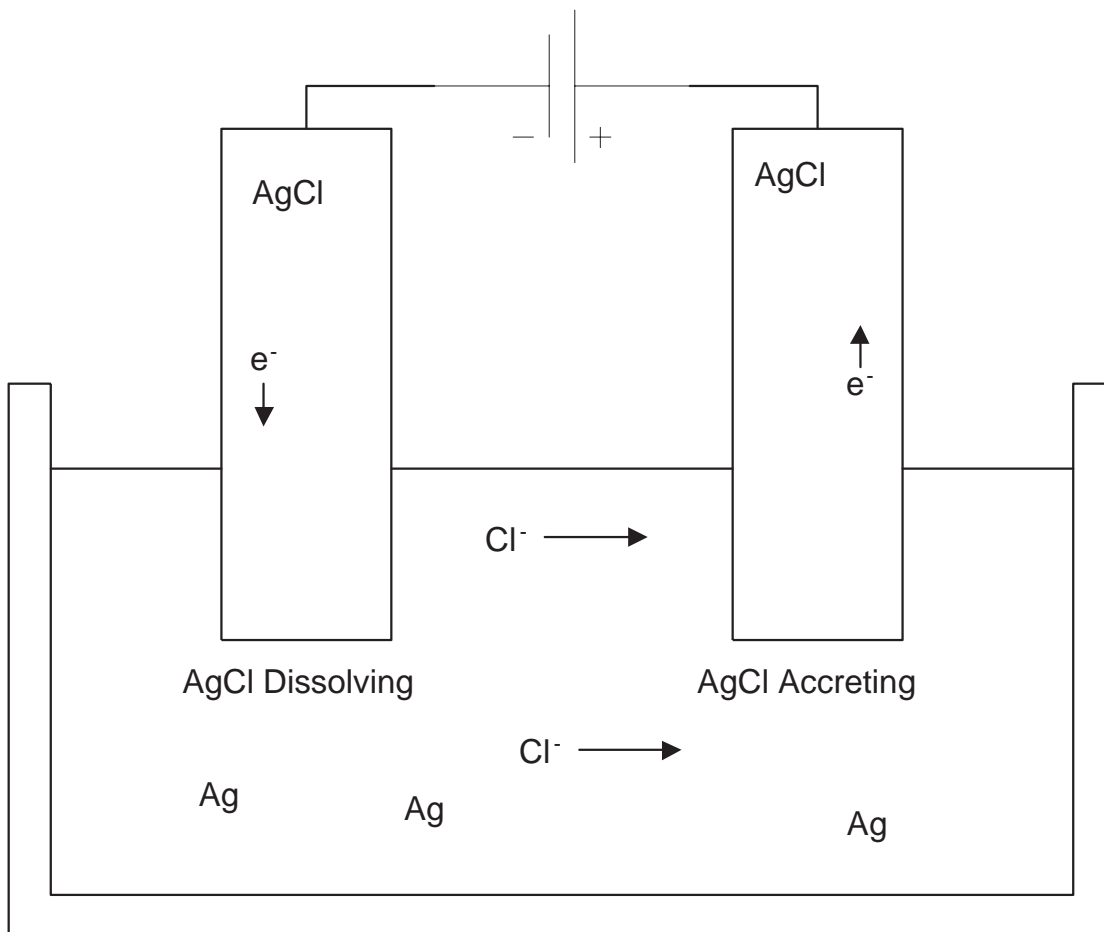 − +
AgCl
AgCl
e⁻
e⁻
Cl⁻
AgCl Dissolving
AgCl Accreting
Cl⁻
Ag
Ag
Ag